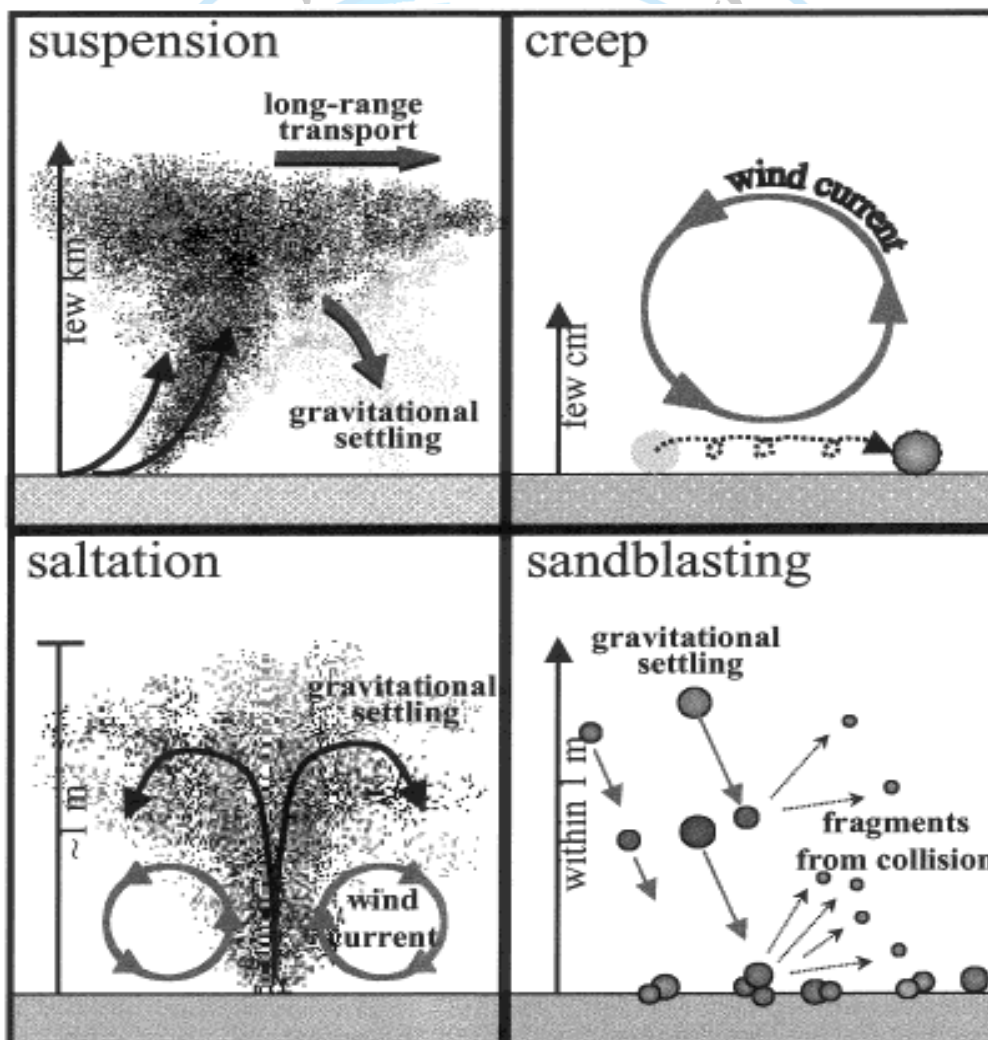 suspension
long-range
transport
few km
gravitational
settling
creep
wind current
few cm
saltation
gravitational
settling
~1 m
wind
current
sandblasting
gravitational
settling
within 1 m
fragments
from collision